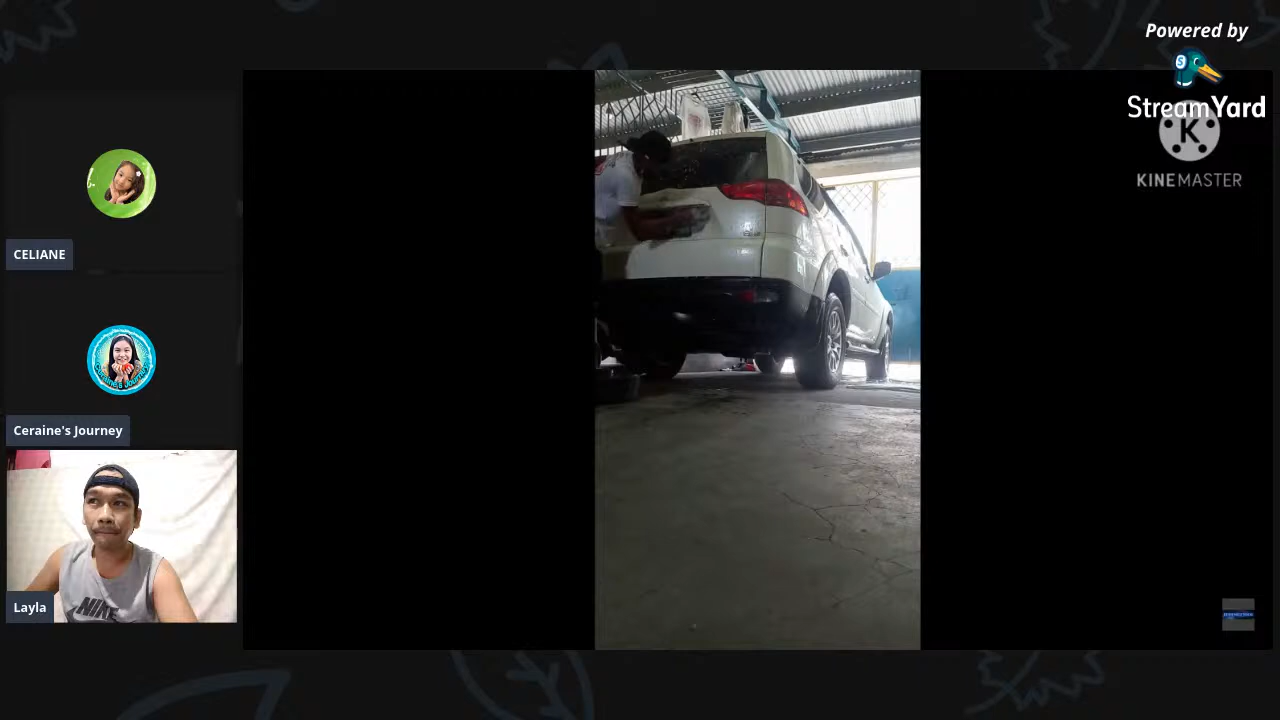 Powered by
StreamYard
K
KINEMASTER
CELIANE
Ceraine's Journey
Layla
NIKE